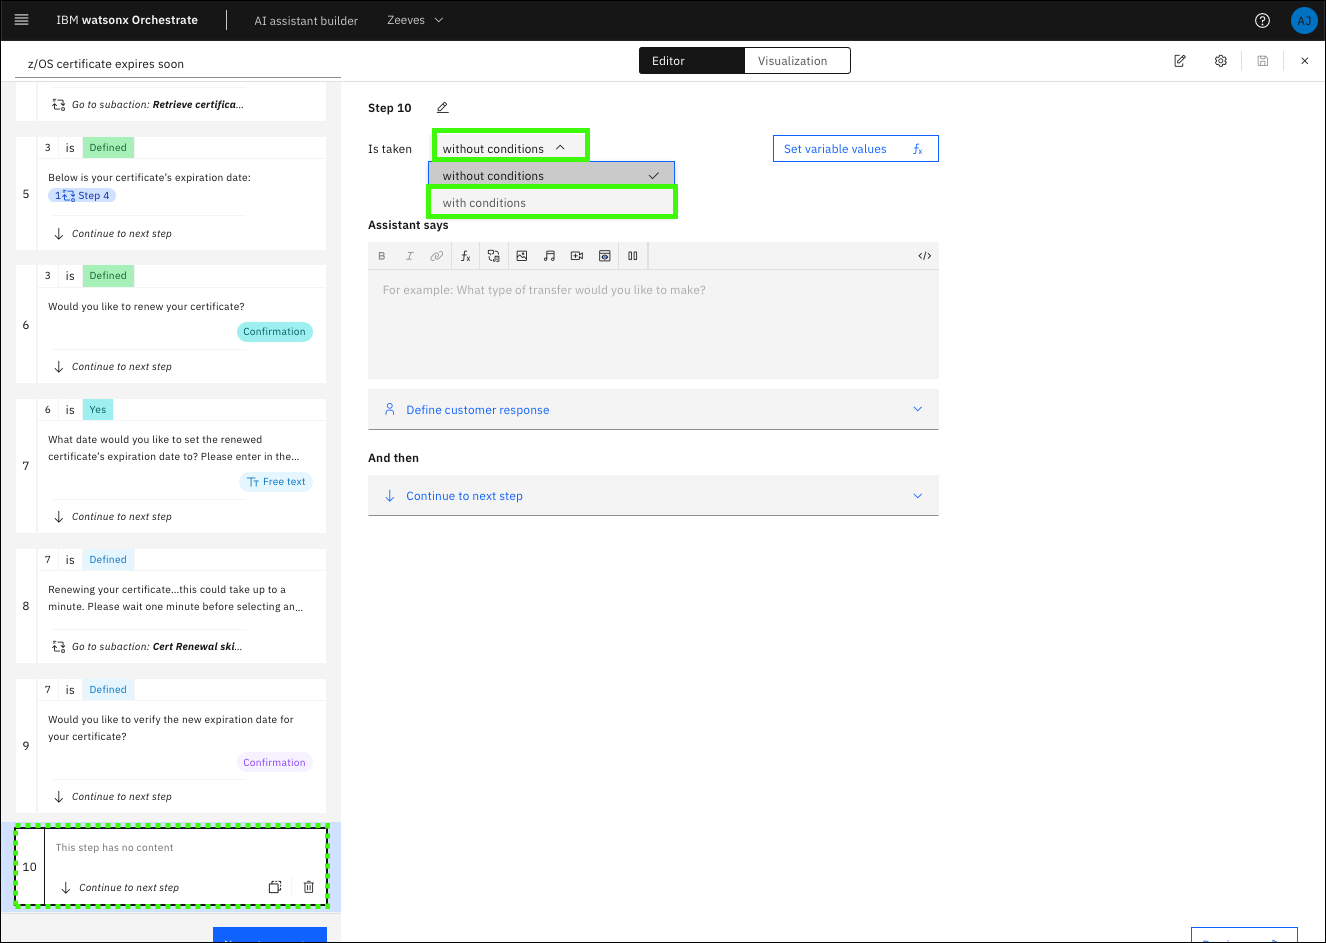 IBM watsonx Orchestrate
AI assistant builder
Zeeves
AJ
z/OS certificate expires soon
Editor
Visualization
Go to subaction: Retrieve certifica...
3 is Defined
5
Below is your certificate's expiration date:
1 Step 4
Continue to next step
3 is Defined
6
Would you like to renew your certificate?
Confirmation
Continue to next step
6 is Yes
7
What date would you like to set the renewed
certificate's expiration date to? Please enter in the...
Free text
Continue to next step
7 is Defined
8
Renewing your certificate...this could take up to a
minute. Please wait one minute before selecting an...
Go to subaction: Cert Renewal ski...
7 is Defined
9
Would you like to verify the new expiration date for
your certificate?
Confirmation
Continue to next step
10
This step has no content
Continue to next step
Step 10
Is taken
without conditions
Set variable values
without conditions
with conditions
Assistant says
B I
For example: What type of transfer would you like to make?
Define customer response
And then
Continue to next step